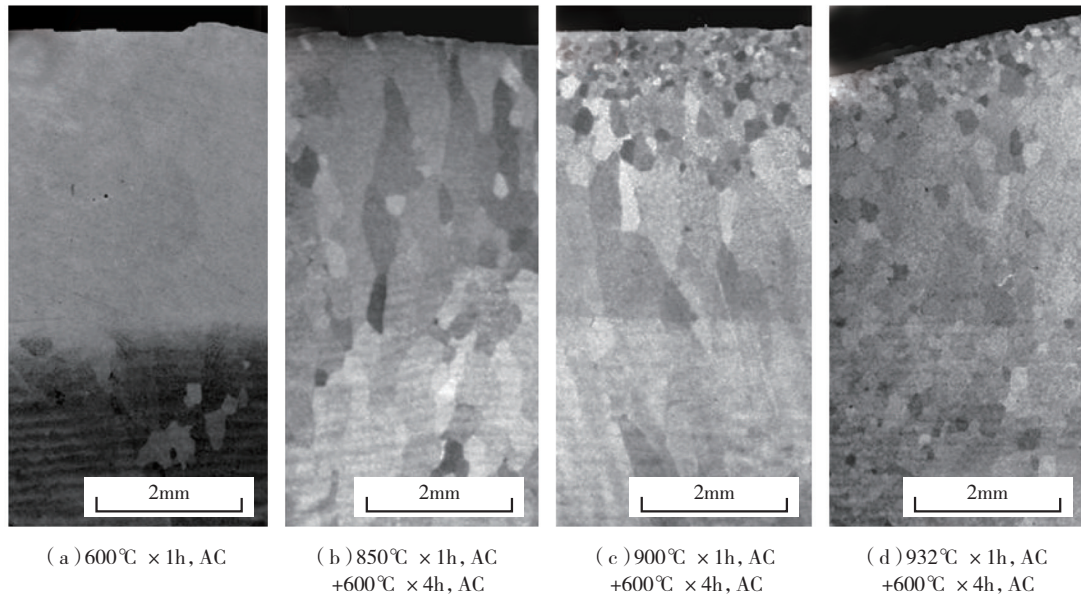 2mm
2mm
2mm
2mm
(a)600℃ ×1h, AC
(b)850℃ ×1h, AC
+600℃ ×4h, AC
(c)900℃ ×1h, AC
+600℃ ×4h, AC
(d)932℃ ×1h, AC
+600℃ ×4h, AC